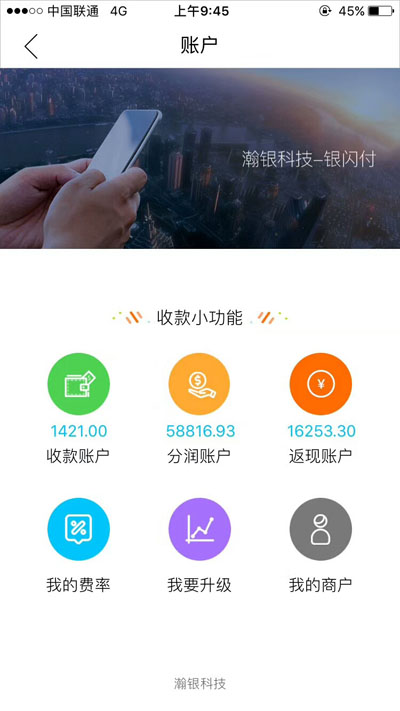 中国联通 4G 上午9:45 45%
账户
瀚银科技–银闪付
收款小功能
1421.00 58816.93 16253.30
收款账户 分润账户 返现账户
我的费率 我要升级 我的商户
瀚银科技